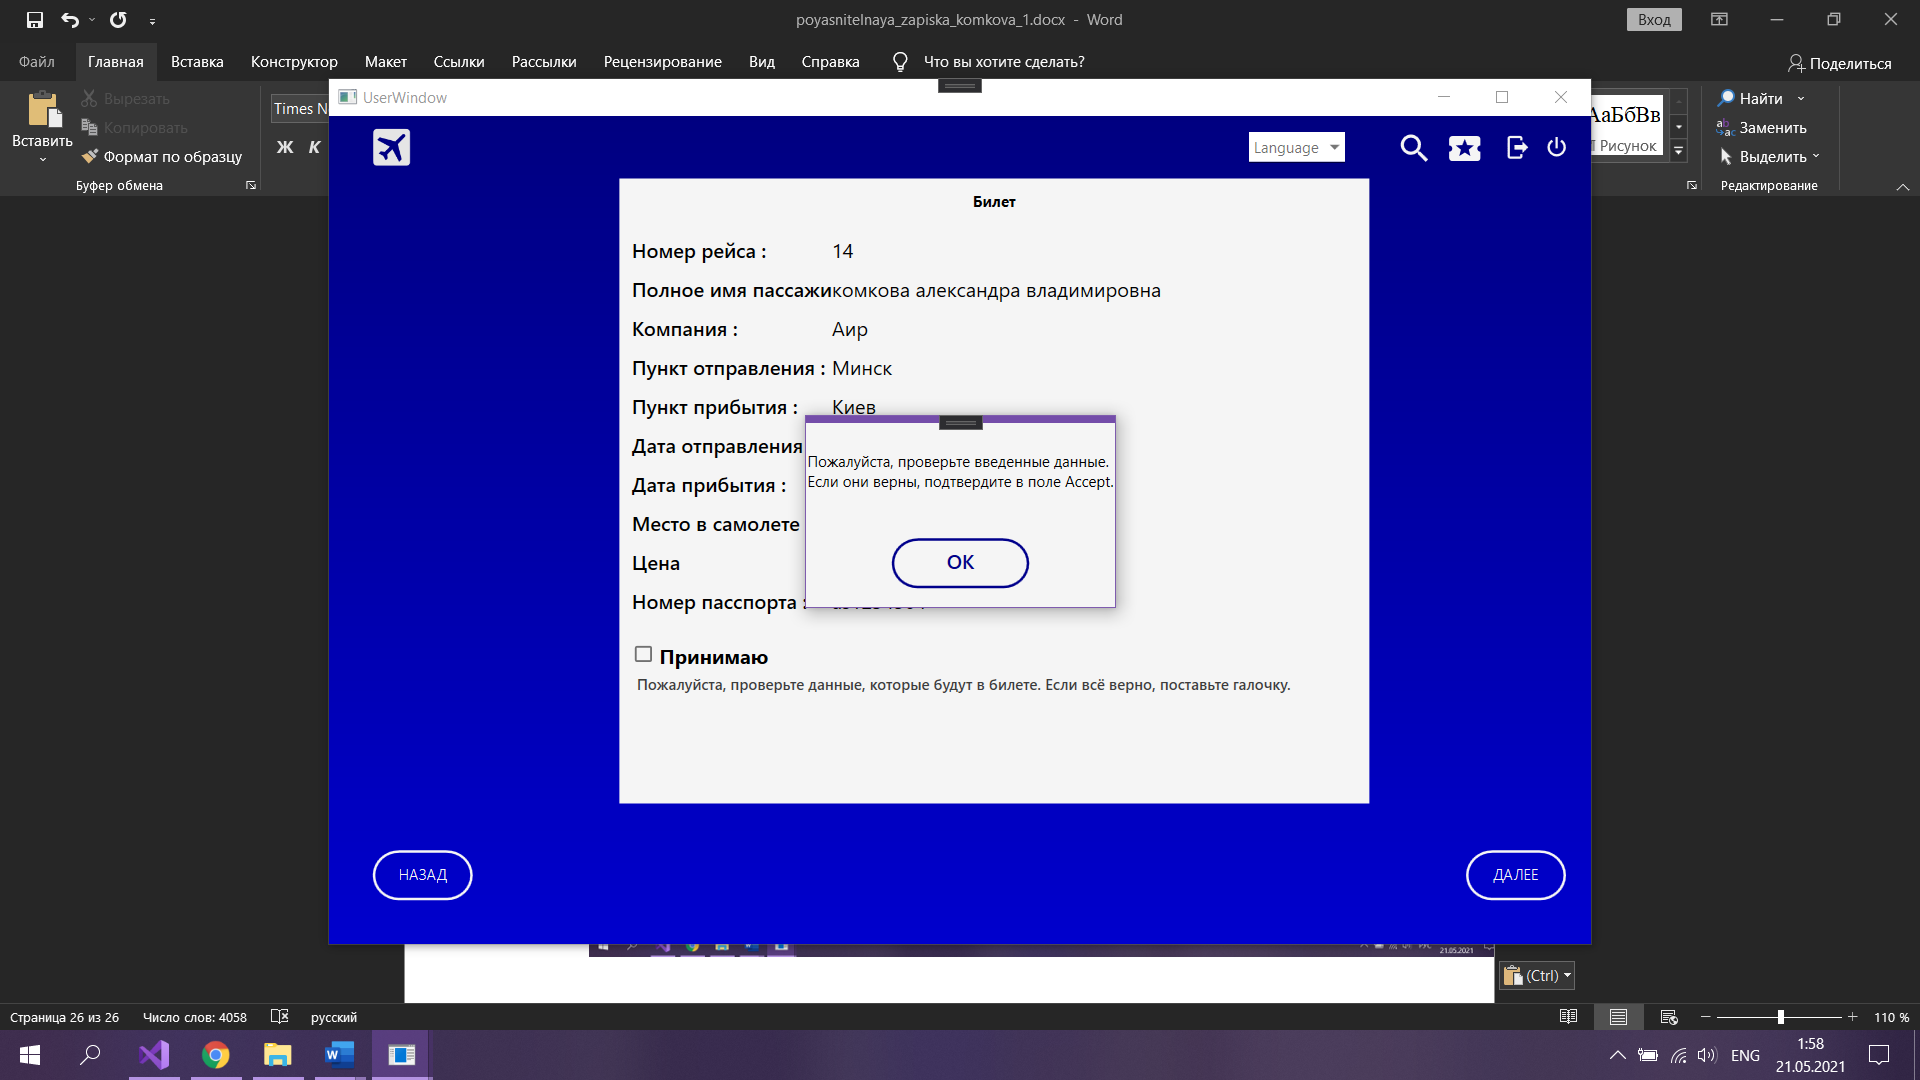 poyasnitelnaya_zapiska_komkova_1.docx - Word
Вход
Файл Главная Вставка Конструктор Макет Ссылки Рассылки Рецензирование Вид Справка Что вы хотите сделать? Поделиться
Вставить
Вырезать
Копировать
Формат по образцу
Буфер обмена
Times N
Ж К
АаБбВв
¶ Рисунок
Найти
Заменить
Выделить
Редактирование
UserWindow
Language
Билет
Номер рейса : 14
Полное имя пассажи комкова александра владимировна
Компания : Аир
Пункт отправления : Минск
Пункт прибытия : Киев
Дата отправления
Дата прибытия :
Место в самолете
Цена
Номер пасспорта :
Пожалуйста, проверьте введенные данные.
Если они верны, подтвердите в поле Accept.
OK
Принимаю
Пожалуйста, проверьте данные, которые будут в билете. Если всё верно, поставьте галочку.
НАЗАД
ДАЛЕЕ
21.05.2021
(Ctrl)
Страница 26 из 26 Число слов: 4058 русский
110 %
ENG
1:58
21.05.2021